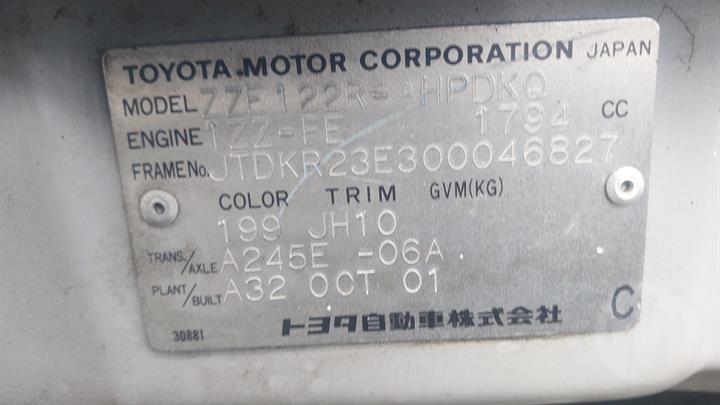 TOYOTA MOTOR CORPORATION JAPAN
MODEL ZZE122R-AHPDKQ
ENGINE 1ZZ-FE 1794 CC
FRAME No. JTDKR23E300046827
COLOR TRIM GVM(KG)
199 JH10
TRANS./AXLE A245E -06A
PLANT/BUILT A32 OCT 01
トヨタ自動車株式会社 C
30881